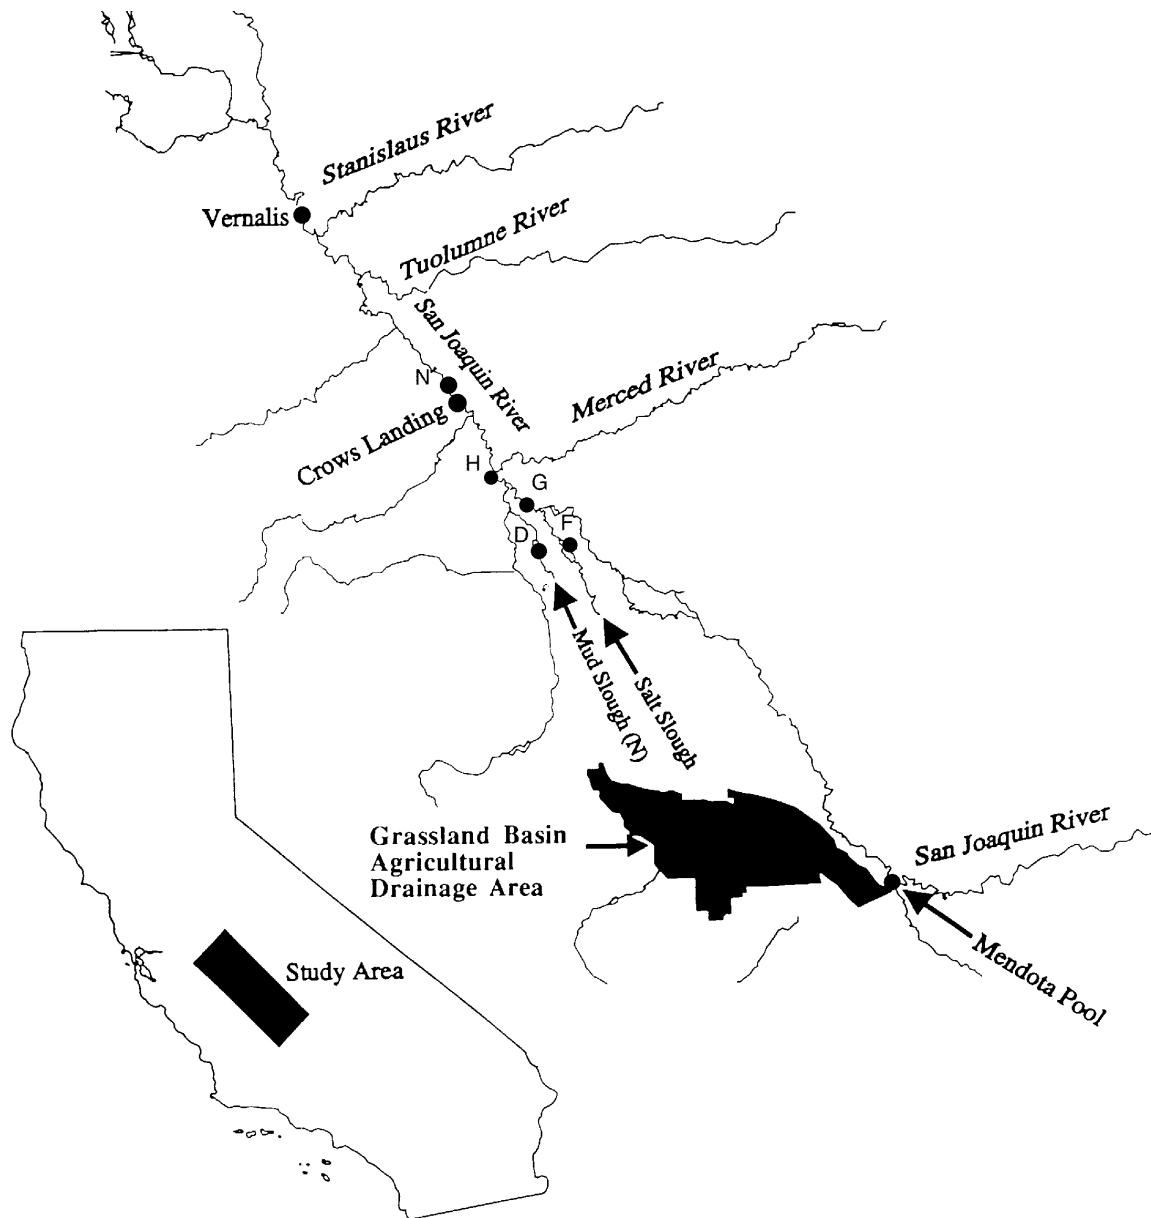 Stanislaus River
Vernalis
Tuolumne River
San Joaquin River
N
Merced River
Crows Landing
H
G
F
D
Mud Slough (N)
Salt Slough
Grassland Basin
Agricultural
Drainage Area
San Joaquin River
Study Area
Mendota Pool